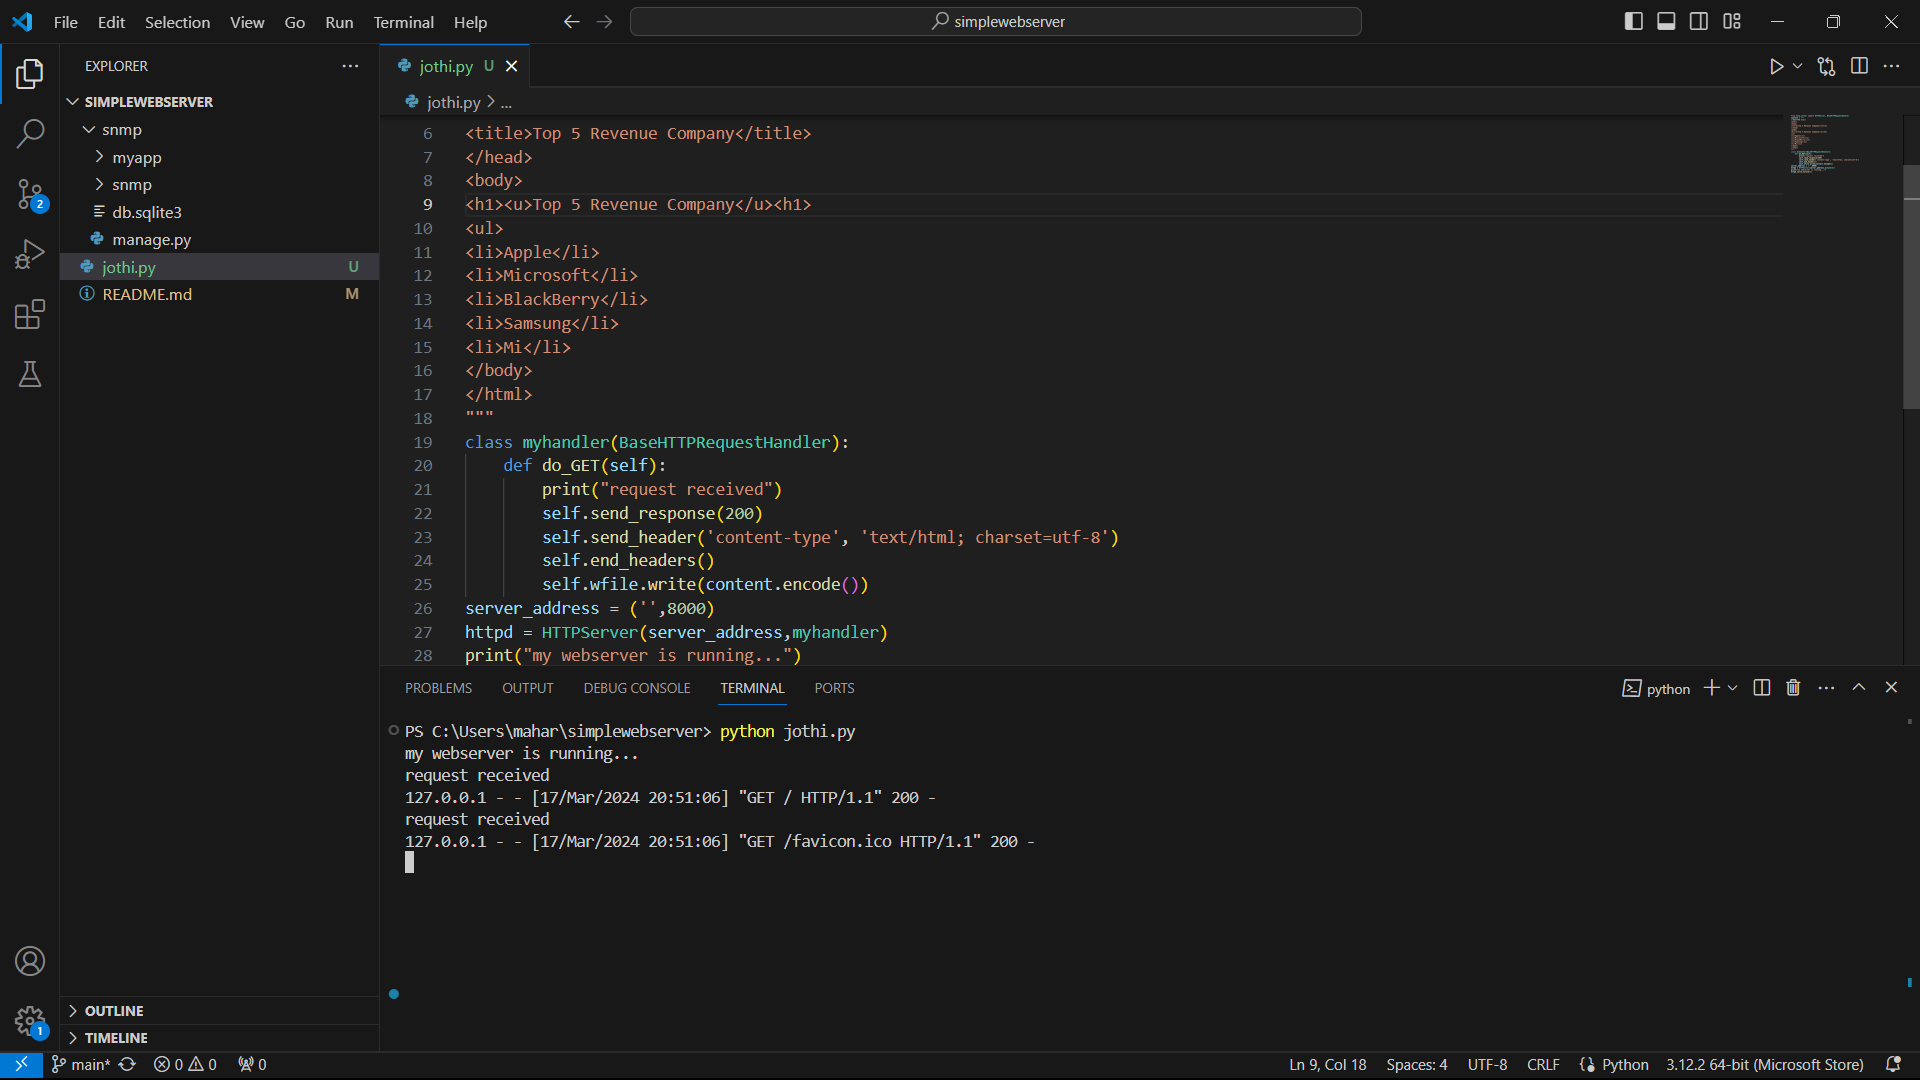 File Edit Selection View Go Run Terminal Help
simplewebserver
EXPLORER
SIMPLEWEBSERVER
snmp
myapp
snmp
db.sqlite3
manage.py
jothi.py U
README.md M
OUTLINE
TIMELINE
2
1
jothi.py U
jothi.py > ...
6 <title>Top 5 Revenue Company</title>
7 </head>
8 <body>
9 <h1><u>Top 5 Revenue Company</u><h1>
10 <ul>
11 <li>Apple</li>
12 <li>Microsoft</li>
13 <li>BlackBerry</li>
14 <li>Samsung</li>
15 <li>Mi</li>
16 </body>
17 </html>
18 """
19 class myhandler(BaseHTTPRequestHandler):
20 def do_GET(self):
21 print("request received")
22 self.send_response(200)
23 self.send_header('content-type', 'text/html; charset=utf-8')
24 self.end_headers()
25 self.wfile.write(content.encode())
26 server_address = ('',8000)
27 httpd = HTTPServer(server_address,myhandler)
28 print("my webserver is running...")
PROBLEMS OUTPUT DEBUG CONSOLE TERMINAL PORTS
python
PS C:\Users\mahar\simplewebserver> python jothi.py
my webserver is running...
request received
127.0.0.1 - - [17/Mar/2024 20:51:06] "GET / HTTP/1.1" 200 -
request received
127.0.0.1 - - [17/Mar/2024 20:51:06] "GET /favicon.ico HTTP/1.1" 200 -
main* 0 0 0
Ln 9, Col 18 Spaces: 4 UTF-8 CRLF Python 3.12.2 64-bit (Microsoft Store)